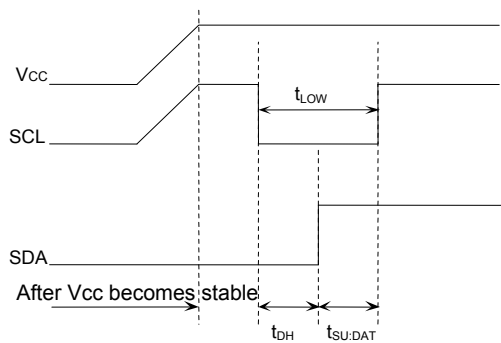 VCC
tLOW
SCL
SDA
After Vcc becomes stable
tDH
tSU;DAT